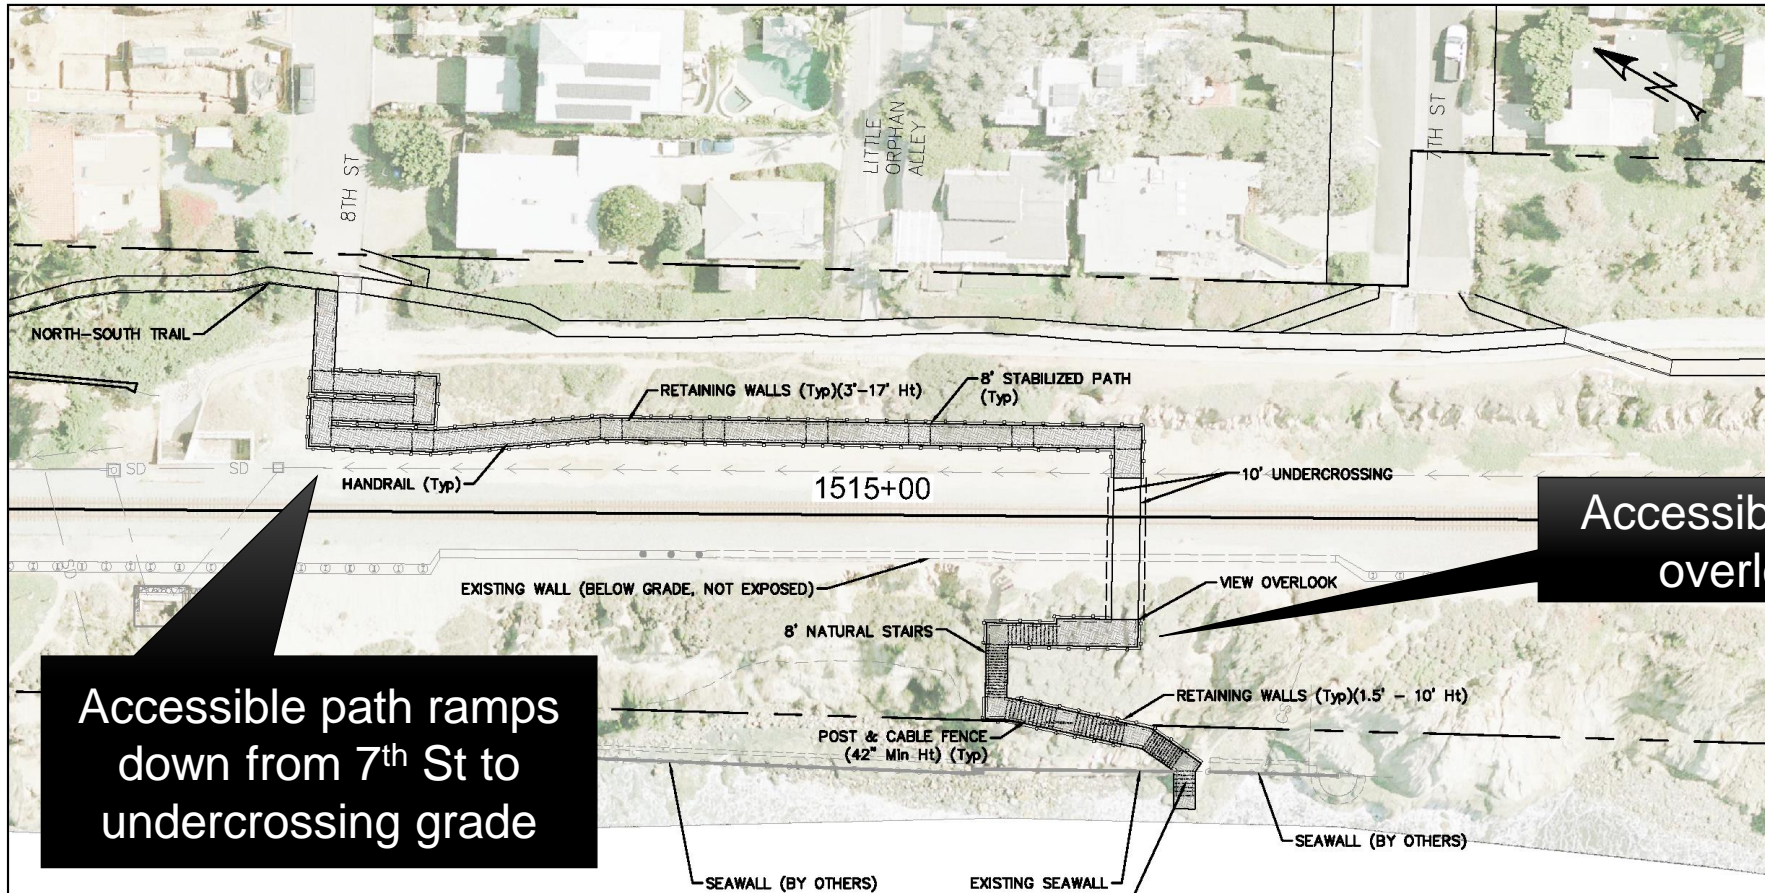 LITTLE
ORPHAN
ALLEY
7TH ST
N
8TH ST
NORTH-SOUTH TRAIL
RETAINING WALLS (Typ)(3'-17' Ht)
8' STABILIZED PATH
(Typ)
SD
SD
HANDRAIL (Typ)
1515+00
10' UNDERCROSSING
Accessib
overl
EXISTING WALL (BELOW GRADE, NOT EXPOSED)
VIEW OVERLOOK
8' NATURAL STAIRS
Accessible path ramps
down from 7th St to
undercrossing grade
RETAINING WALLS (Typ)(1.5' - 10' Ht)
POST & CABLE FENCE
(42" Min Ht) (Typ)
SEAWALL (BY OTHERS)
SEAWALL (BY OTHERS)
EXISTING SEAWALL